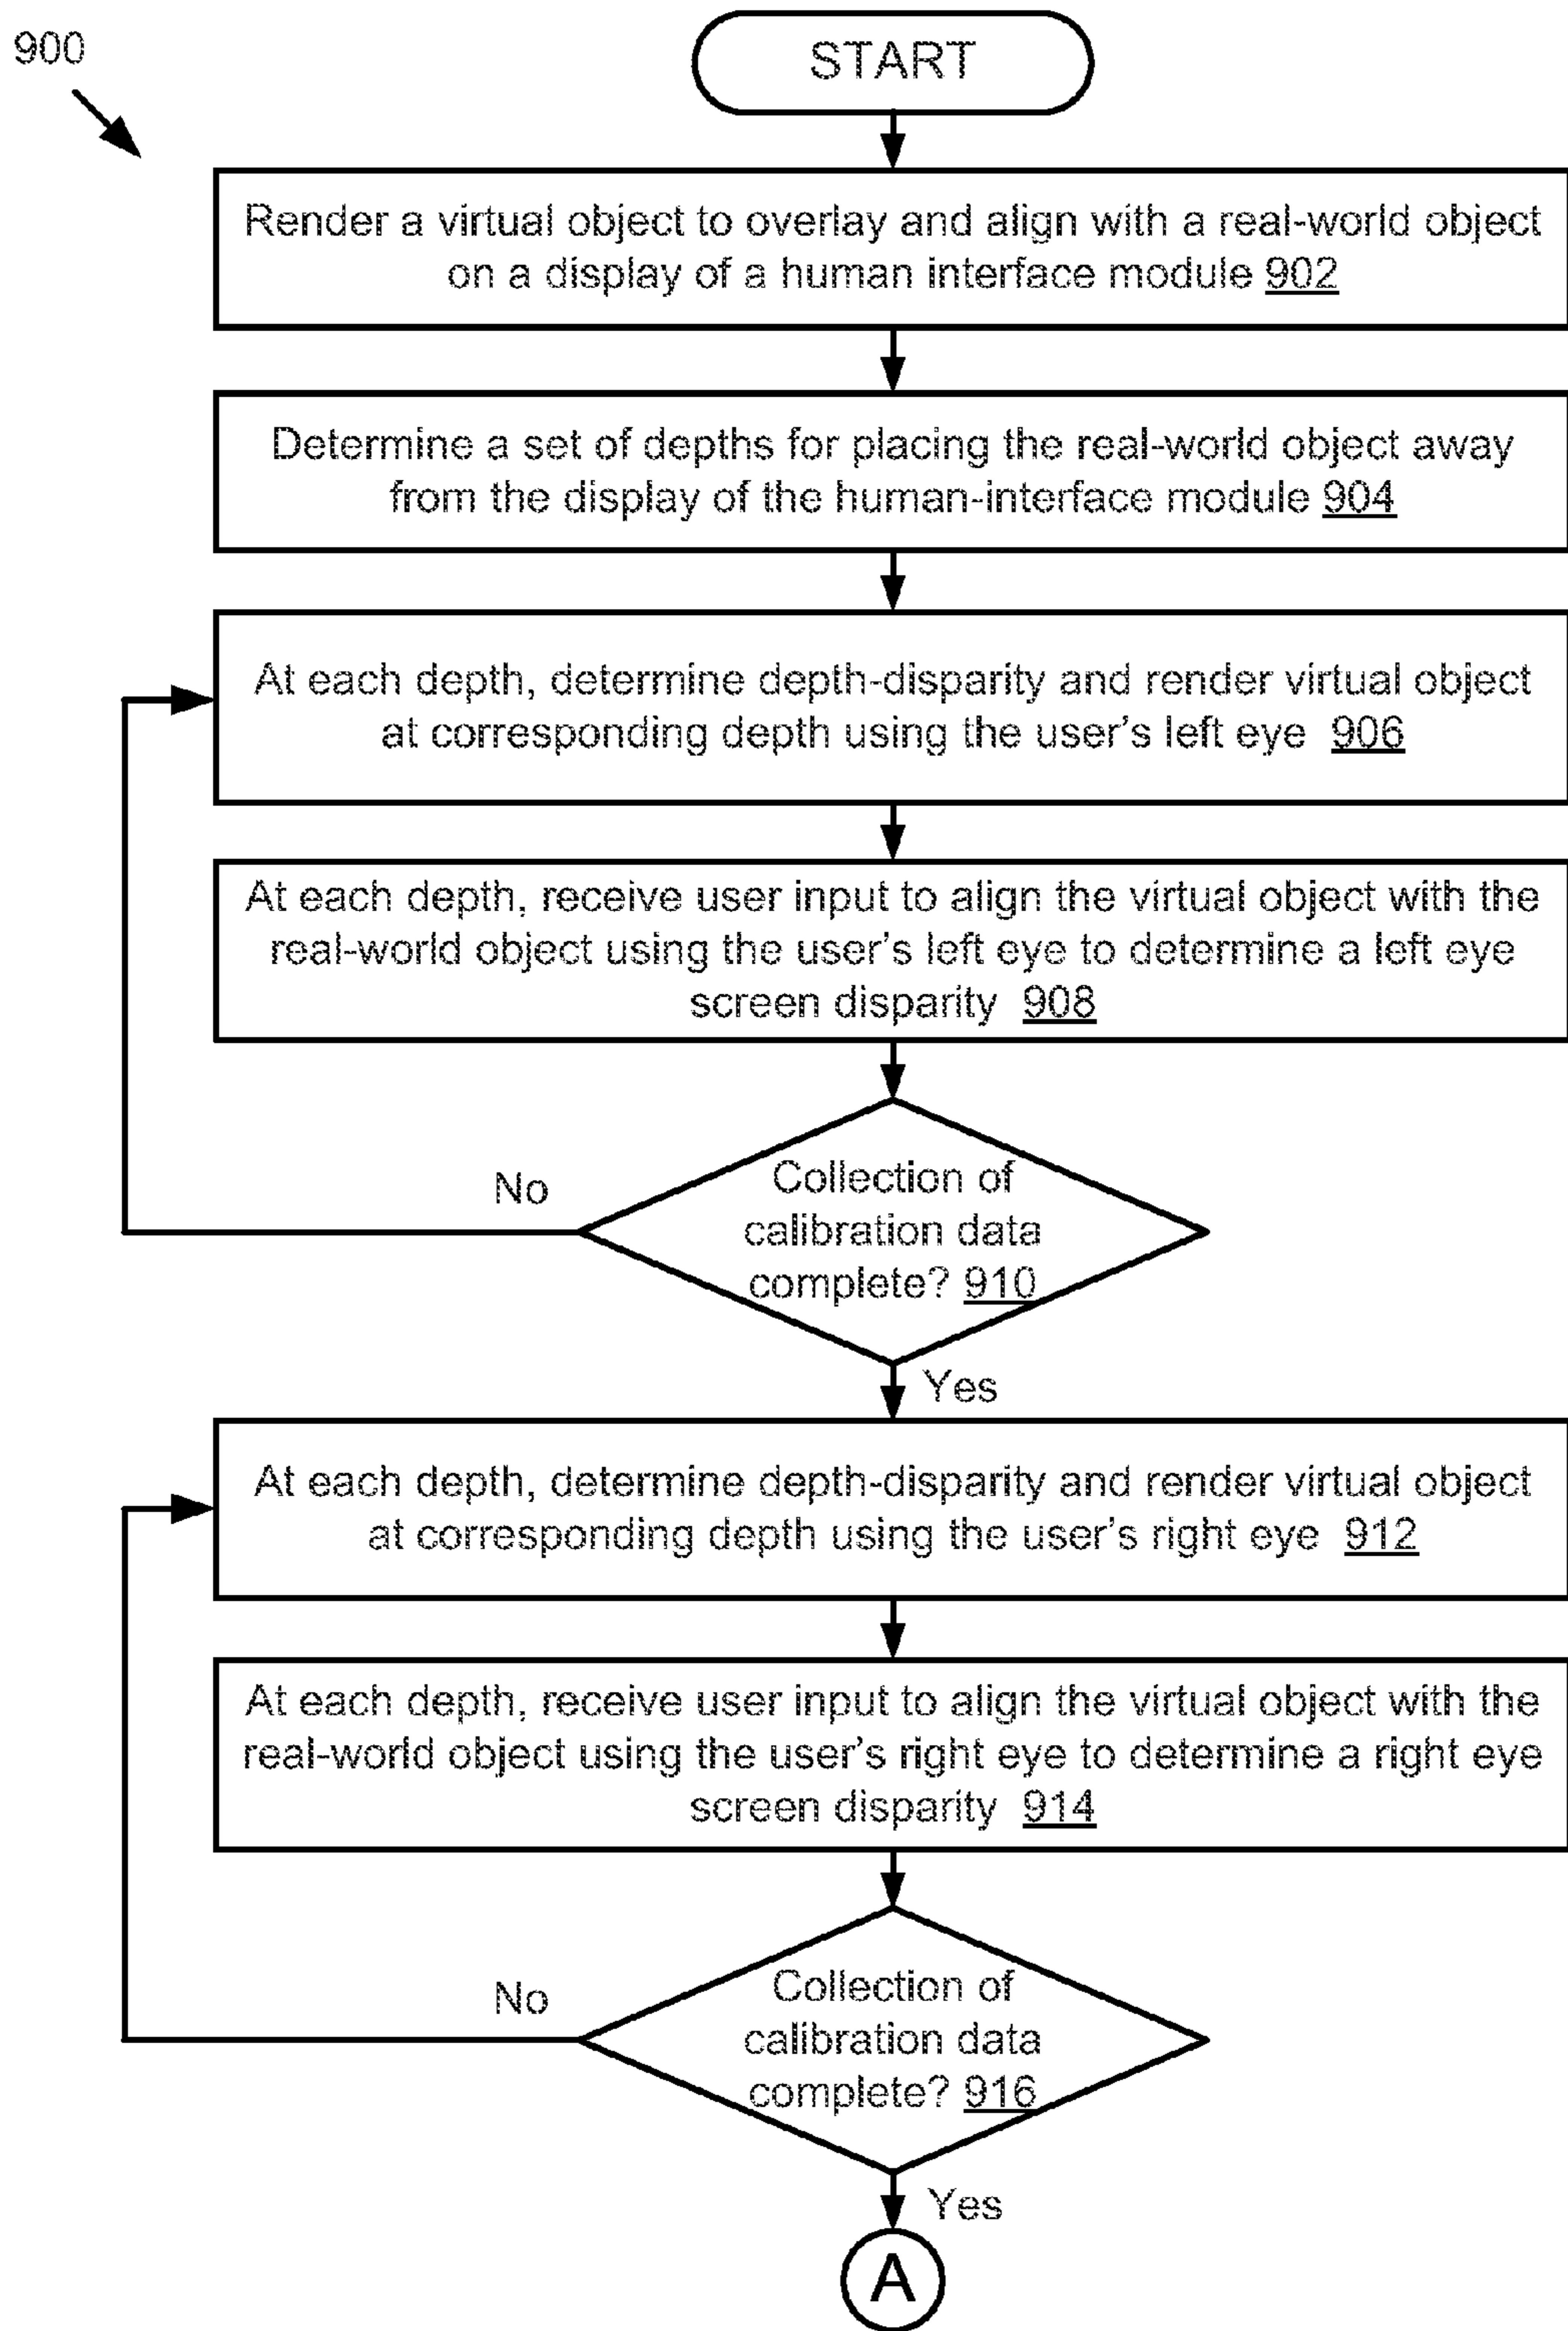 900
START
Render a virtual object to overlay and align with a real-world object
on a display of a human interface module 902
Determine a set of depths for placing the real-world object away
from the display of the human-interface module 904
At each depth, determine depth-disparity and render virtual object
at corresponding depth using the user's left eye 906
At each depth, receive user input to align the virtual object with the
real-world object using the user's left eye to determine a left eye
screen disparity 908
Collection of
calibration data
complete? 910
No
Yes
At each depth, determine depth-disparity and render virtual object
at corresponding depth using the user's right eye 912
At each depth, receive user input to align the virtual object with the
real-world object using the user's right eye to determine a right eye
screen disparity 914
Collection of
calibration data
complete? 916
No
Yes
A